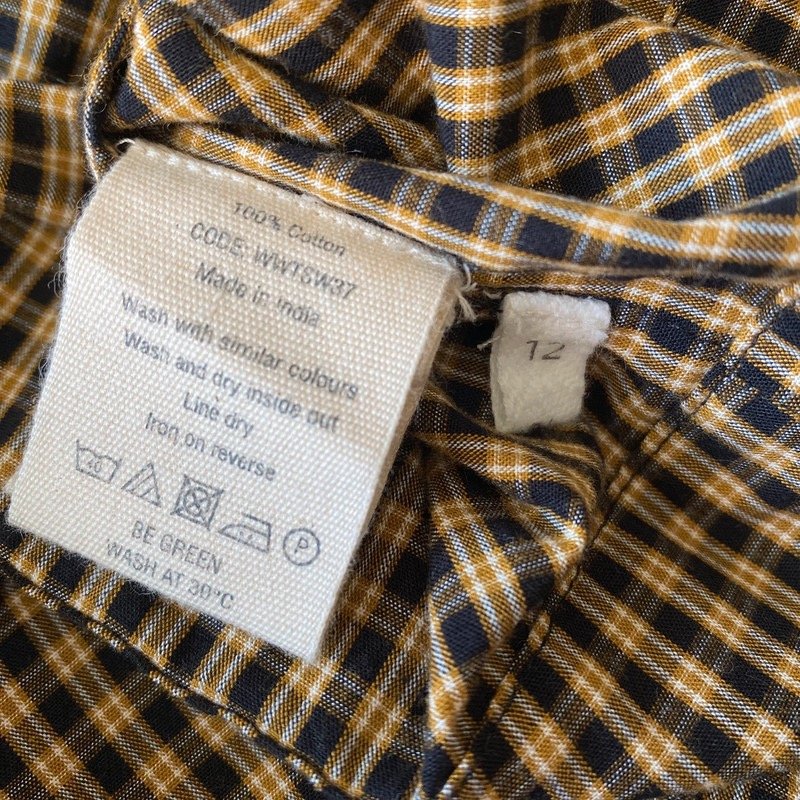 100% Cotton
CODE: WWTSW37
Made in India
Wash with similar colours
Wash and dry inside out
Line dry
Iron on reverse
P
BE GREEN
WASH AT 30°C
12